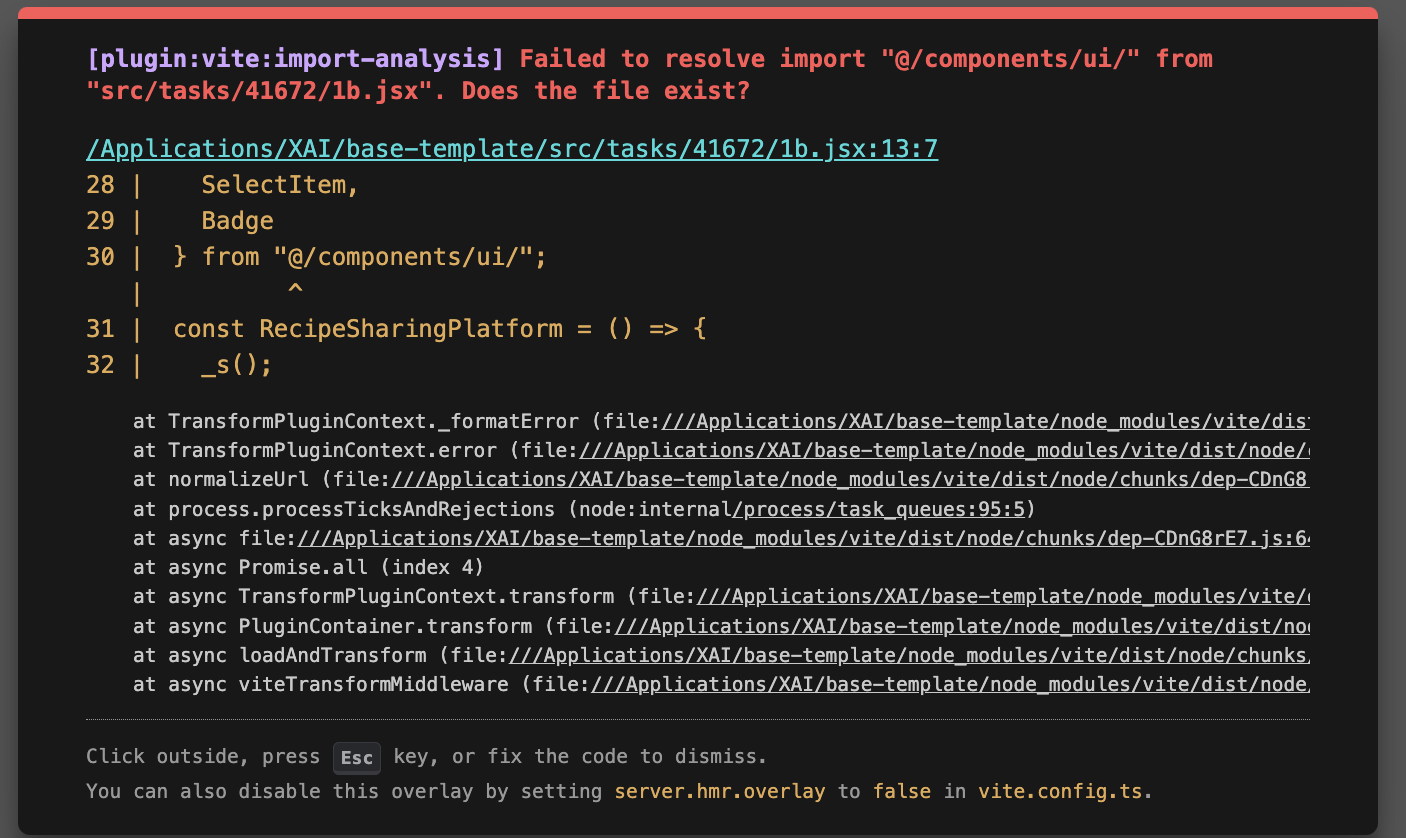 [plugin:vite:import-analysis] Failed to resolve import "@/components/ui/" from
"src/tasks/41672/1b.jsx". Does the file exist?
/Applications/XAI/base-template/src/tasks/41672/1b.jsx:13:7
28 |    SelectItem,
29 |    Badge
30 |  } from "@/components/ui/";
   |          ^
31 |  const RecipeSharingPlatform = () => {
32 |    _s();
at TransformPluginContext._formatError (file:///Applications/XAI/base-template/node_modules/vite/dist
at TransformPluginContext.error (file:///Applications/XAI/base-template/node_modules/vite/dist/node/
at normalizeUrl (file:///Applications/XAI/base-template/node_modules/vite/dist/node/chunks/dep-CDnG8
at process.processTicksAndRejections (node:internal/process/task_queues:95:5)
at async file:///Applications/XAI/base-template/node_modules/vite/dist/node/chunks/dep-CDnG8rE7.js:64
at async Promise.all (index 4)
at async TransformPluginContext.transform (file:///Applications/XAI/base-template/node_modules/vite/
at async PluginContainer.transform (file:///Applications/XAI/base-template/node_modules/vite/dist/no
at async loadAndTransform (file:///Applications/XAI/base-template/node_modules/vite/dist/node/chunks/
at async viteTransformMiddleware (file:///Applications/XAI/base-template/node_modules/vite/dist/node/
Click outside, press Esc key, or fix the code to dismiss.
You can also disable this overlay by setting server.hmr.overlay to false in vite.config.ts.